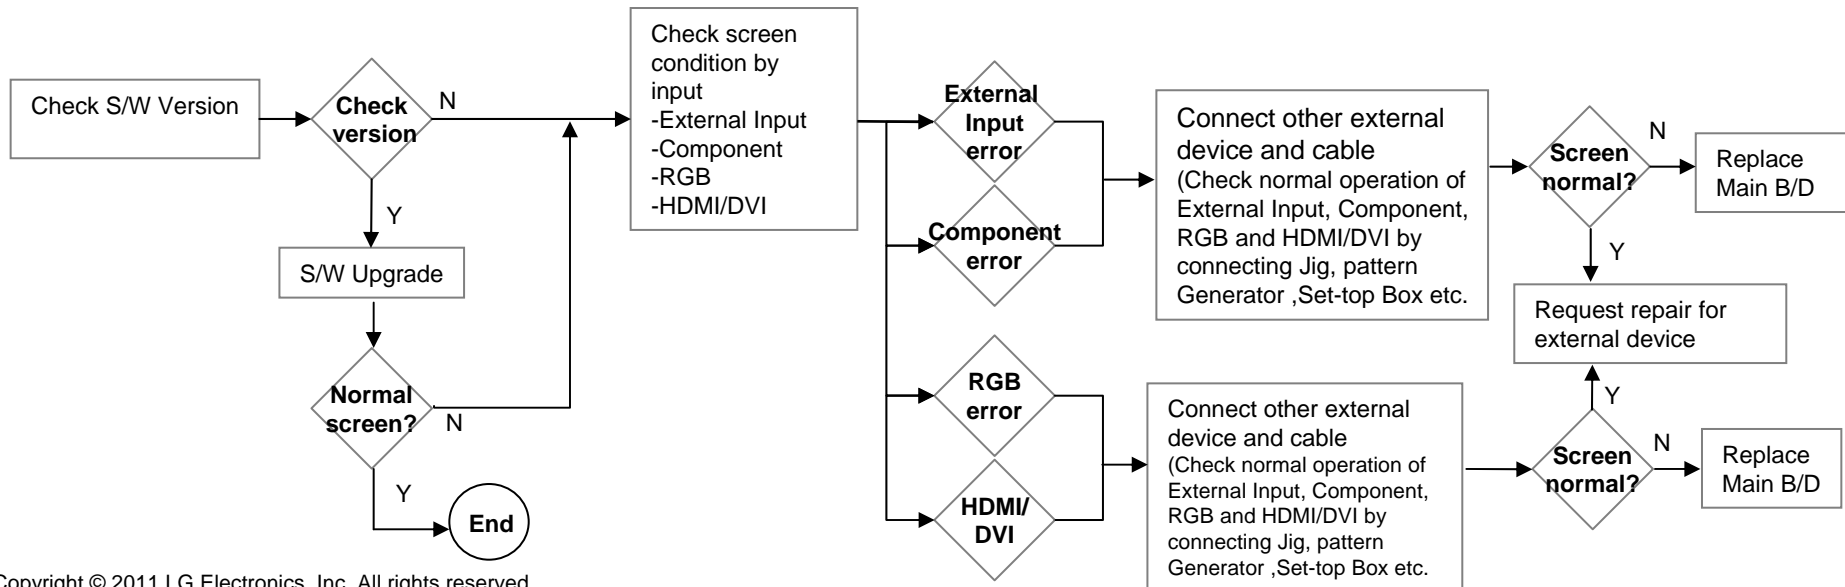 Check S/W Version
Check
version
N
Y
S/W Upgrade
Normal
screen?
N
Y
End
Check screen
condition by
input
-External Input
-Component
-RGB
-HDMI/DVI
External
Input
error
Component
error
RGB
error
HDMI/
DVI
Connect other external
device and cable
(Check normal operation of
External Input, Component,
RGB and HDMI/DVI by
connecting Jig, pattern
Generator ,Set-top Box etc.
Connect other external
device and cable
(Check normal operation of
External Input, Component,
RGB and HDMI/DVI by
connecting Jig, pattern
Generator ,Set-top Box etc.
Screen
normal?
N
Replace
Main B/D
Y
Request repair for
external device
Y
Screen
normal?
N
Replace
Main B/D
Copyright © 2011 LG Electronics. Inc. All rights reserved.